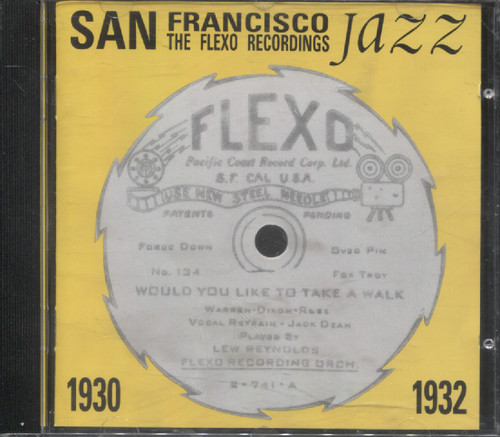 SAN FRANCISCO JAZZ
THE FLEXO RECORDINGS
FLEXO
Pacific Coast Record Corp. Ltd.
S.F. CAL U.S.A.
USE NEW STEEL NEEDLE
PATENTS PENDING
Force Down Over Pin
No. 134 Fox Trot
WOULD YOU LIKE TO TAKE A WALK
Warren-Dixon-Rose
Vocal Refrain-Jack Dean
Played By
LEW REYNOLDS
FLEXO RECORDING ORCH.
2-741-A
1930 1932